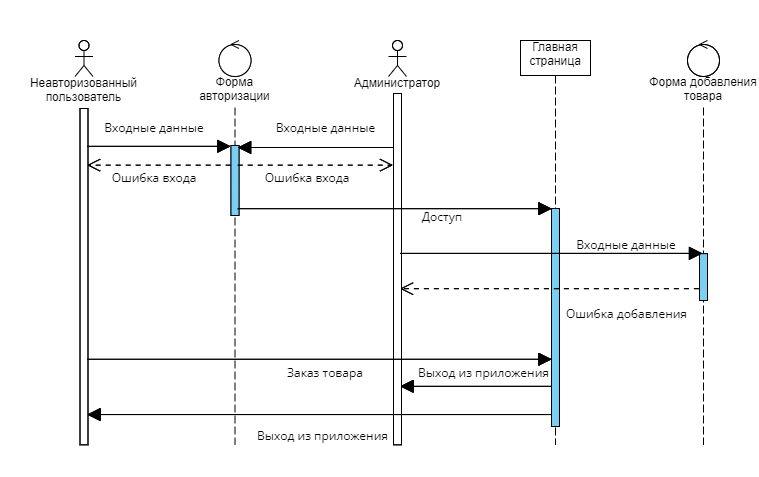 Неавторизованный
пользователь
Форма
авторизации
Администратор
Главная
страница
Форма добавления
товара
Входные данные
Входные данные
Ошибка входа
Ошибка входа
Доступ
Входные данные
Ошибка добавления
Заказ товара
Выход из приложения
Выход из приложения